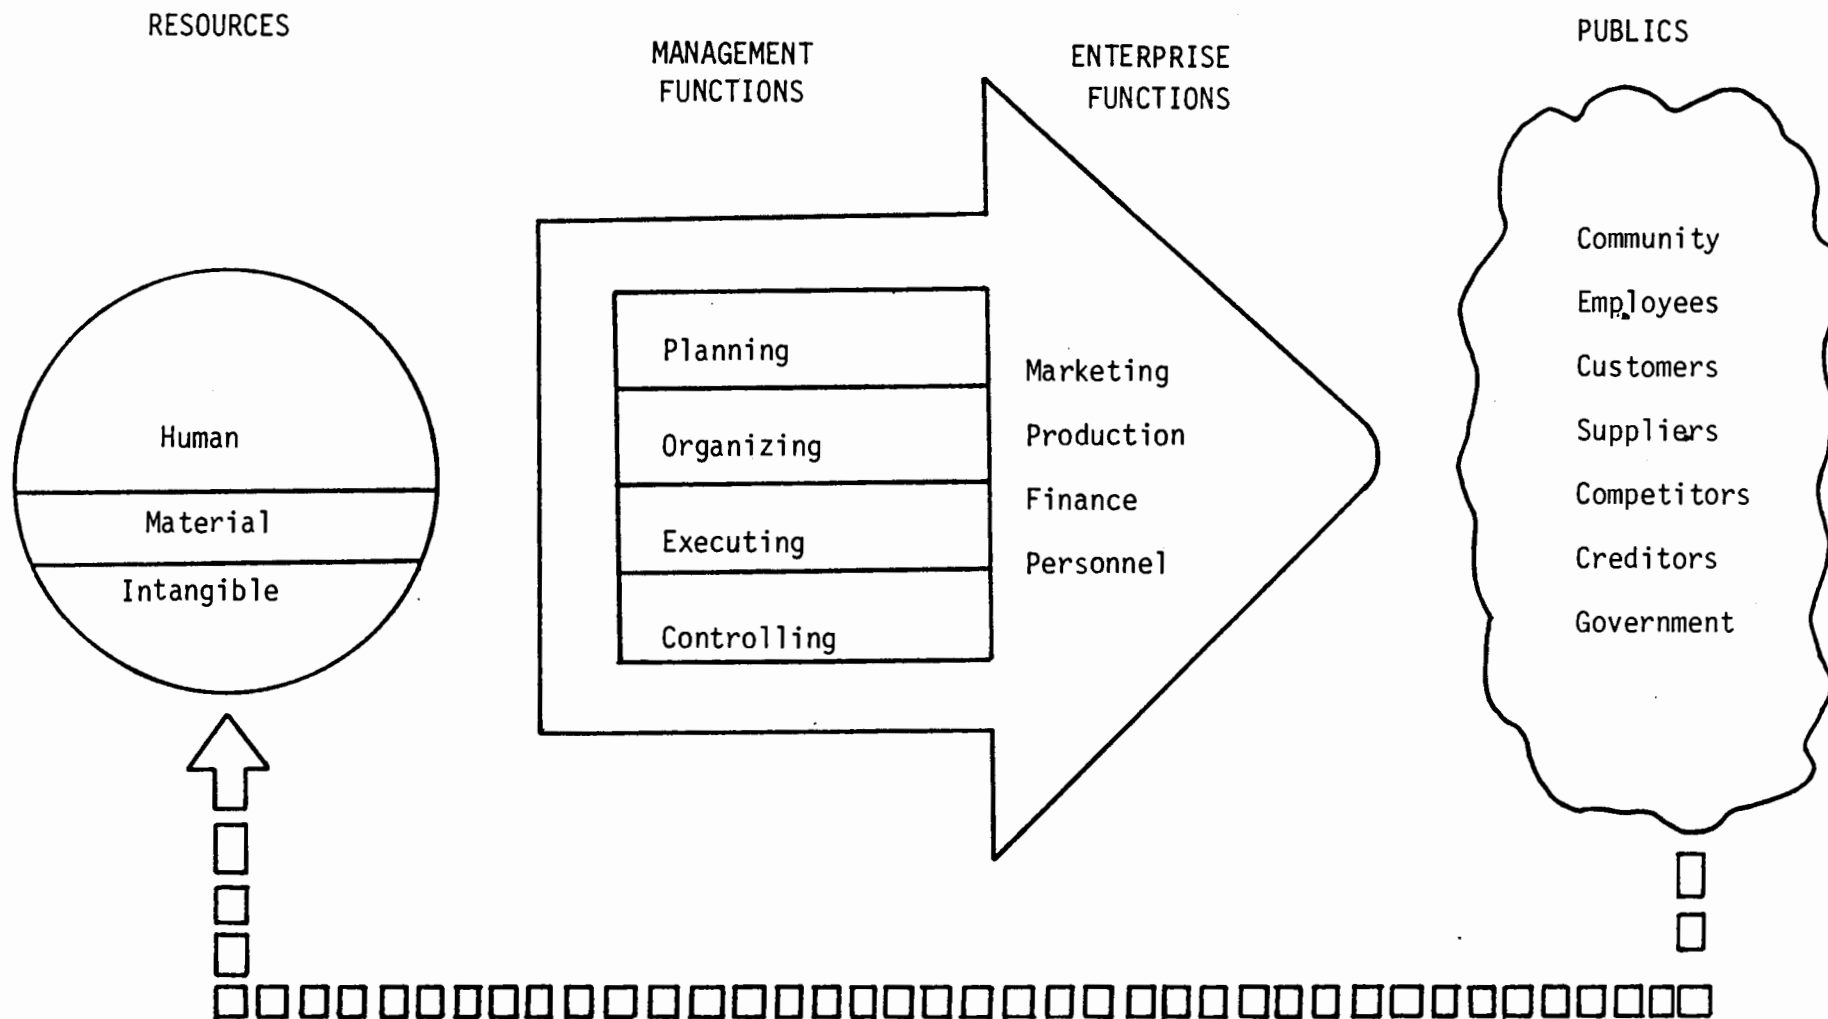 RESOURCES
MANAGEMENT
FUNCTIONS
ENTERPRISE
FUNCTIONS
PUBLICS
Human
Material
Intangible
Planning
Organizing
Executing
Controlling
Marketing
Production
Finance
Personnel
Community
Employees
Customers
Suppliers
Competitors
Creditors
Government